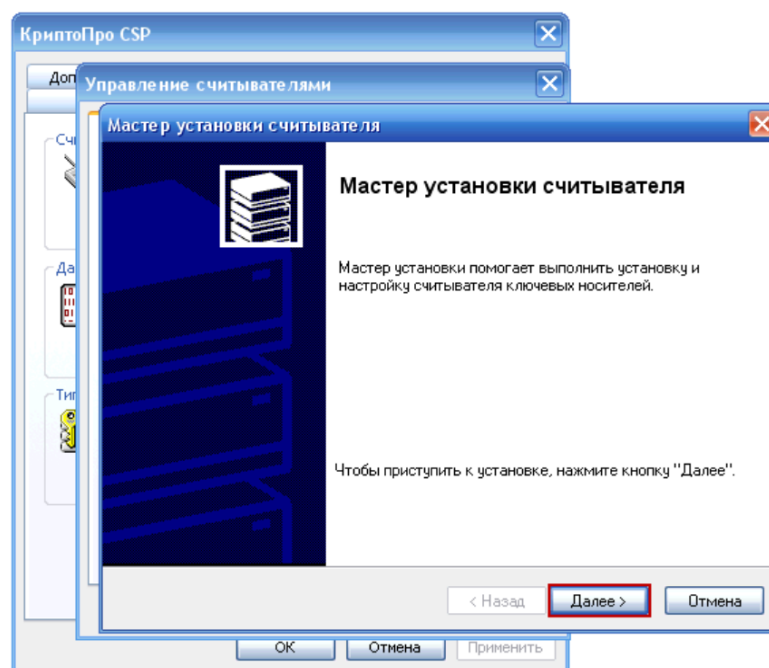 КриптоПро CSP
Управление считывателями
Мастер установки считывателя
Мастер установки считывателя
Мастер установки помогает выполнить установку и
настройку считывателя ключевых носителей.
Чтобы приступить к установке, нажмите кнопку "Далее".
< Назад
Далее >
Отмена
ОК
Отмена
Применить